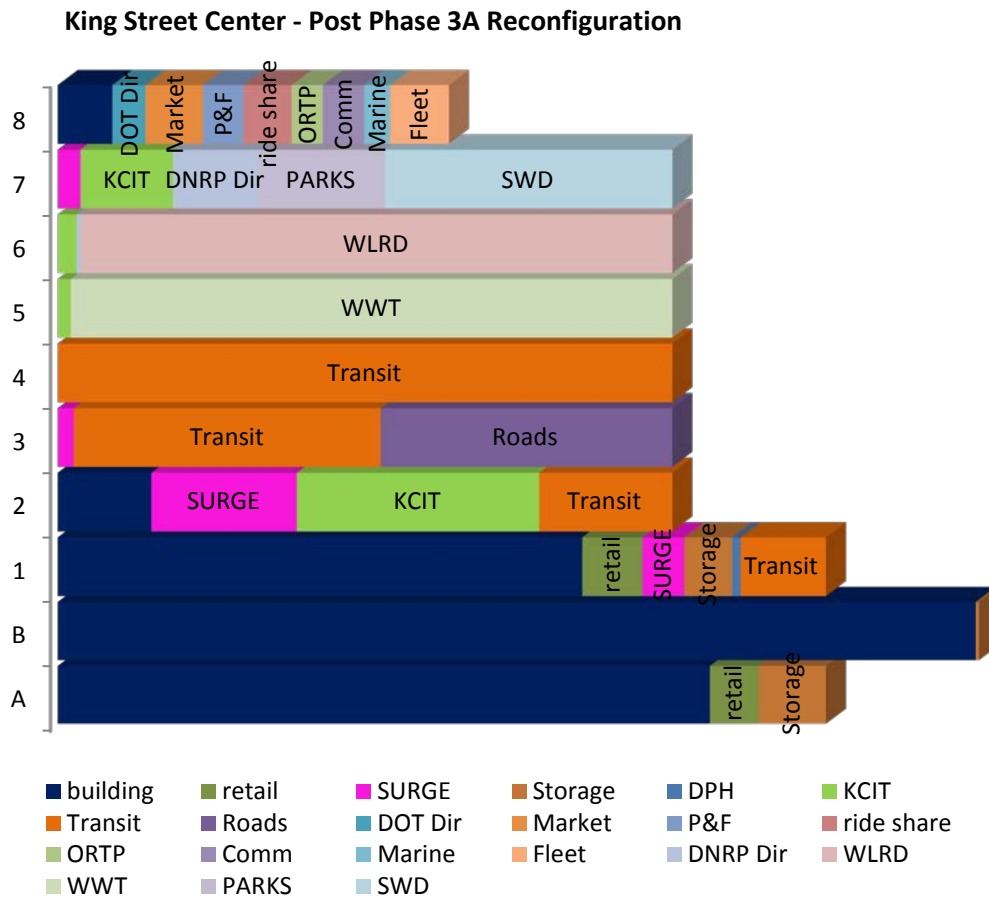 King Street Center - Post Phase 3A Reconfiguration
8 DOT Dir Market P&F ride share ORTP Comm Marine Fleet
7 KCIT DNRP Dir PARKS SWD
6 WLRD
5 WWT
4 Transit
3 Transit Roads
2 SURGE KCIT Transit
1 retail SURGE Storage Transit
B
A retail Storage
building retail SURGE Storage DPH KCIT
Transit Roads DOT Dir Market P&F ride share
ORTP Comm Marine Fleet DNRP Dir WLRD
WWT PARKS SWD